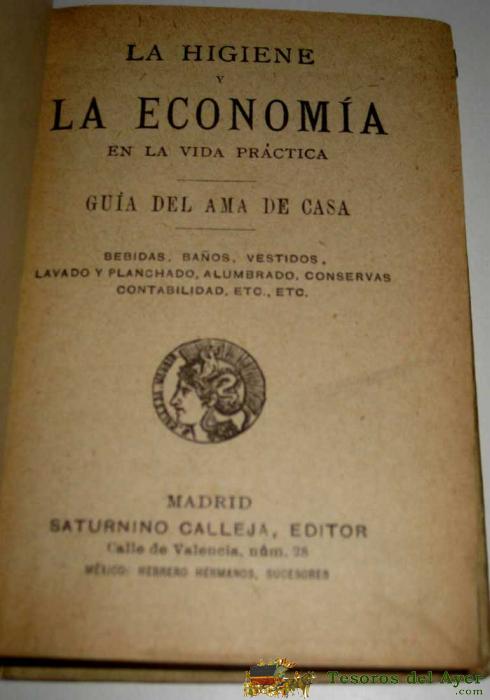 LA HIGIENE
Y
LA ECONOMÍA
EN LA VIDA PRÁCTICA
GUÍA DEL AMA DE CASA
BEBIDAS, BAÑOS, VESTIDOS,
LAVADO Y PLANCHADO, ALUMBRADO, CONSERVAS
CONTABILIDAD, ETC., ETC.
MADRID
SATURNINO CALLEJA, EDITOR
Calle de Valencia, núm. 28
MÉXICO: HERRERO HERMANOS, SUCESORES
Tesoros del Ayer
.com